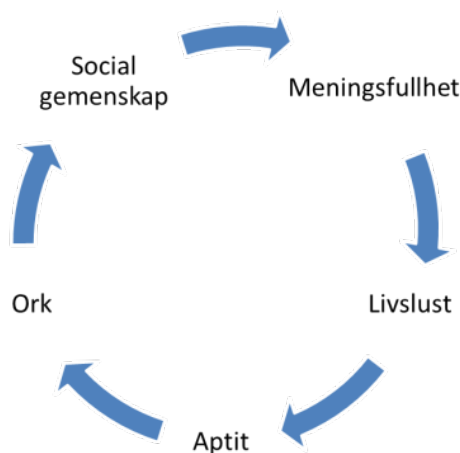 Social
gemenskap
Meningsfullhet
Livslust
Aptit
Ork